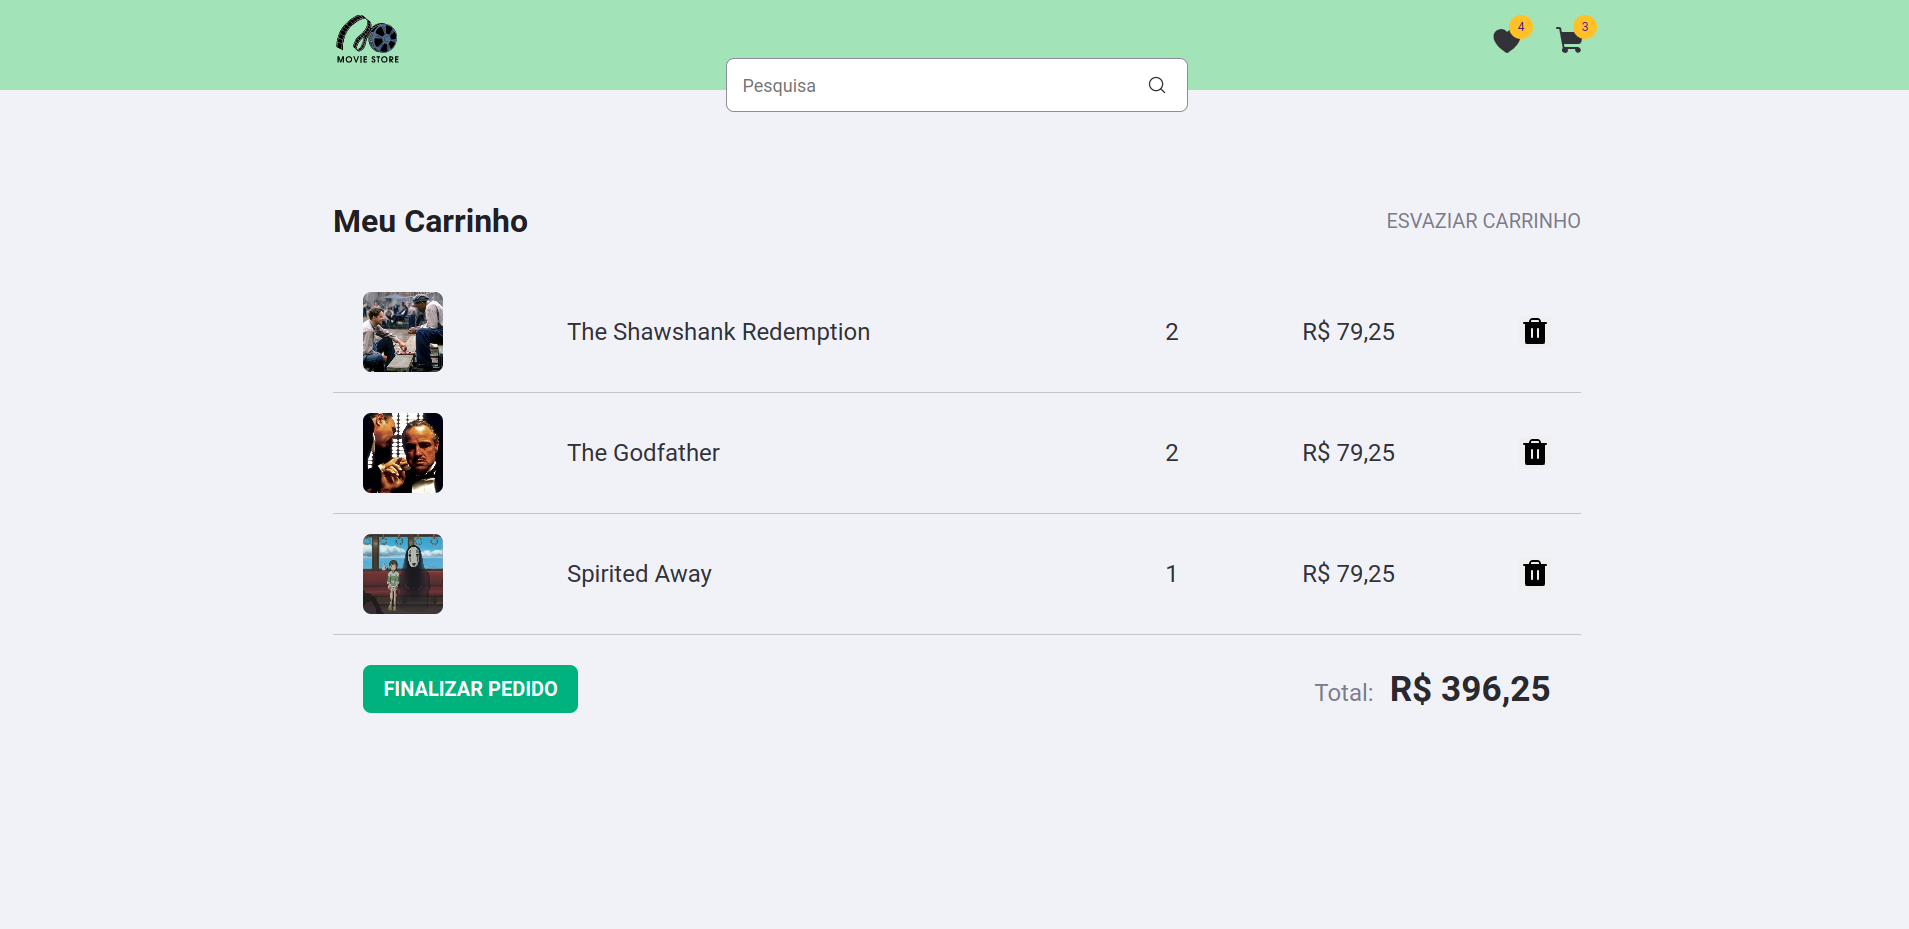 MOVIE STORE
4
3
Pesquisa
Meu Carrinho
ESVAZIAR CARRINHO
The Shawshank Redemption 2 R$ 79,25
The Godfather 2 R$ 79,25
Spirited Away 1 R$ 79,25
FINALIZAR PEDIDO
Total: R$ 396,25